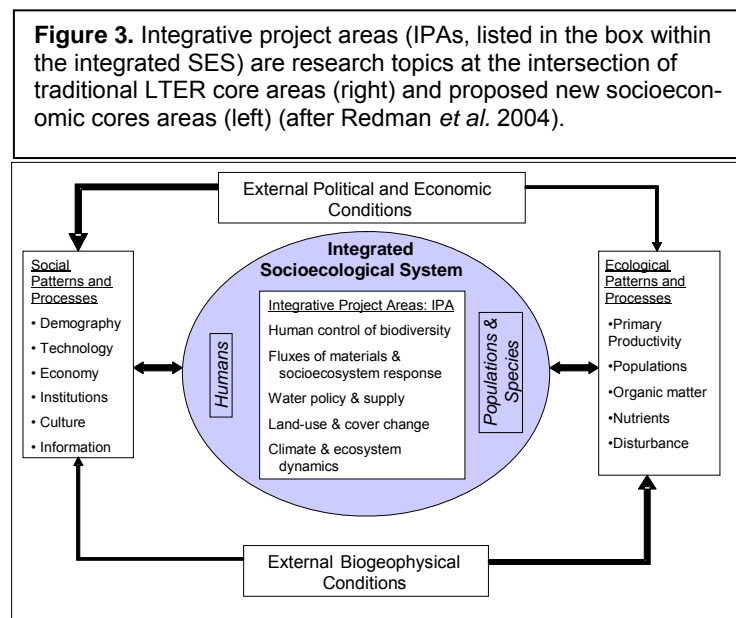 Figure 3. Integrative project areas (IPAs, listed in the box within
the integrated SES) are research topics at the intersection of
traditional LTER core areas (right) and proposed new socioecon-
omic cores areas (left) (after Redman et al. 2004).
External Political and Economic
Conditions
Social
Patterns and
Processes
• Demography
• Technology
• Economy
• Institutions
• Culture
• Information
Integrated
Socioecological System
Humans
Integrative Project Areas: IPA
Human control of biodiversity
Fluxes of materials &
socioecosystem response
Water policy & supply
Land-use & cover change
Climate & ecosystem
dynamics
Populations &
Species
Ecological
Patterns and
Processes
•Primary
Productivity
•Populations
•Organic matter
•Nutrients
•Disturbance
External Biogeophysical
Conditions